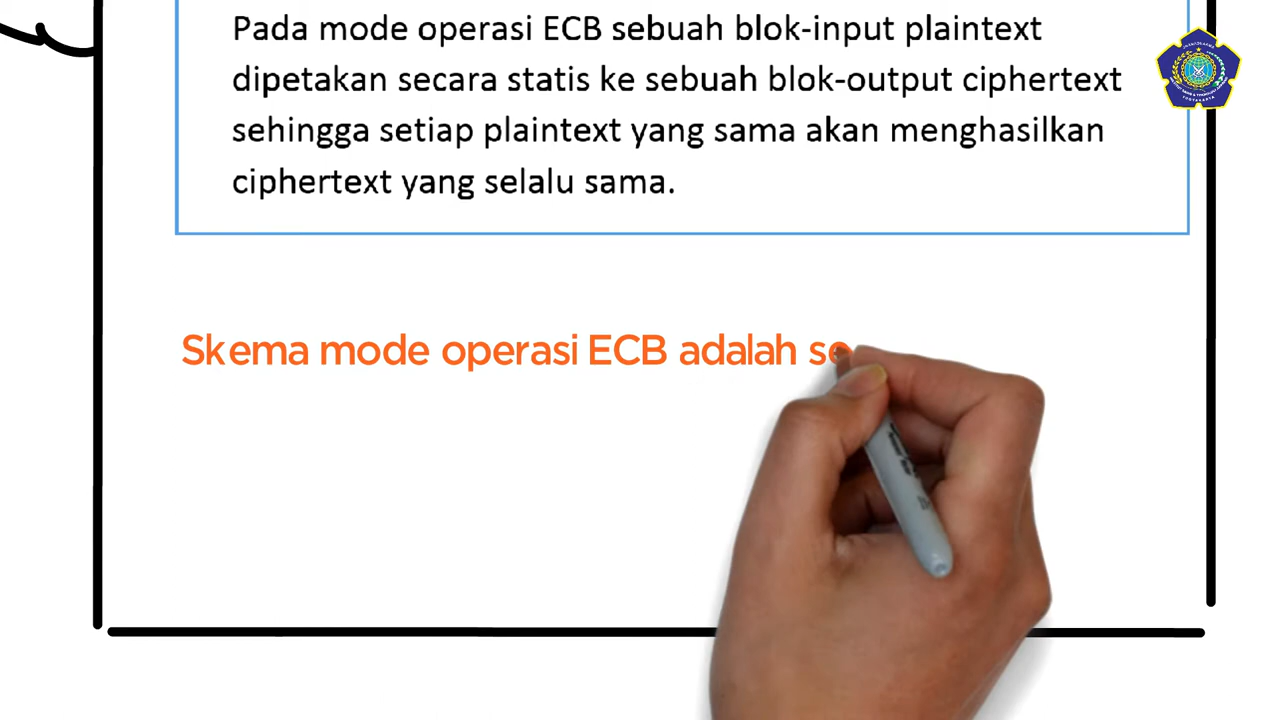 Pada mode operasi ECB sebuah blok-input plaintext
dipetakan secara statis ke sebuah blok-output ciphertext
sehingga setiap plaintext yang sama akan menghasilkan
ciphertext yang selalu sama.
Skema mode operasi ECB adalah se